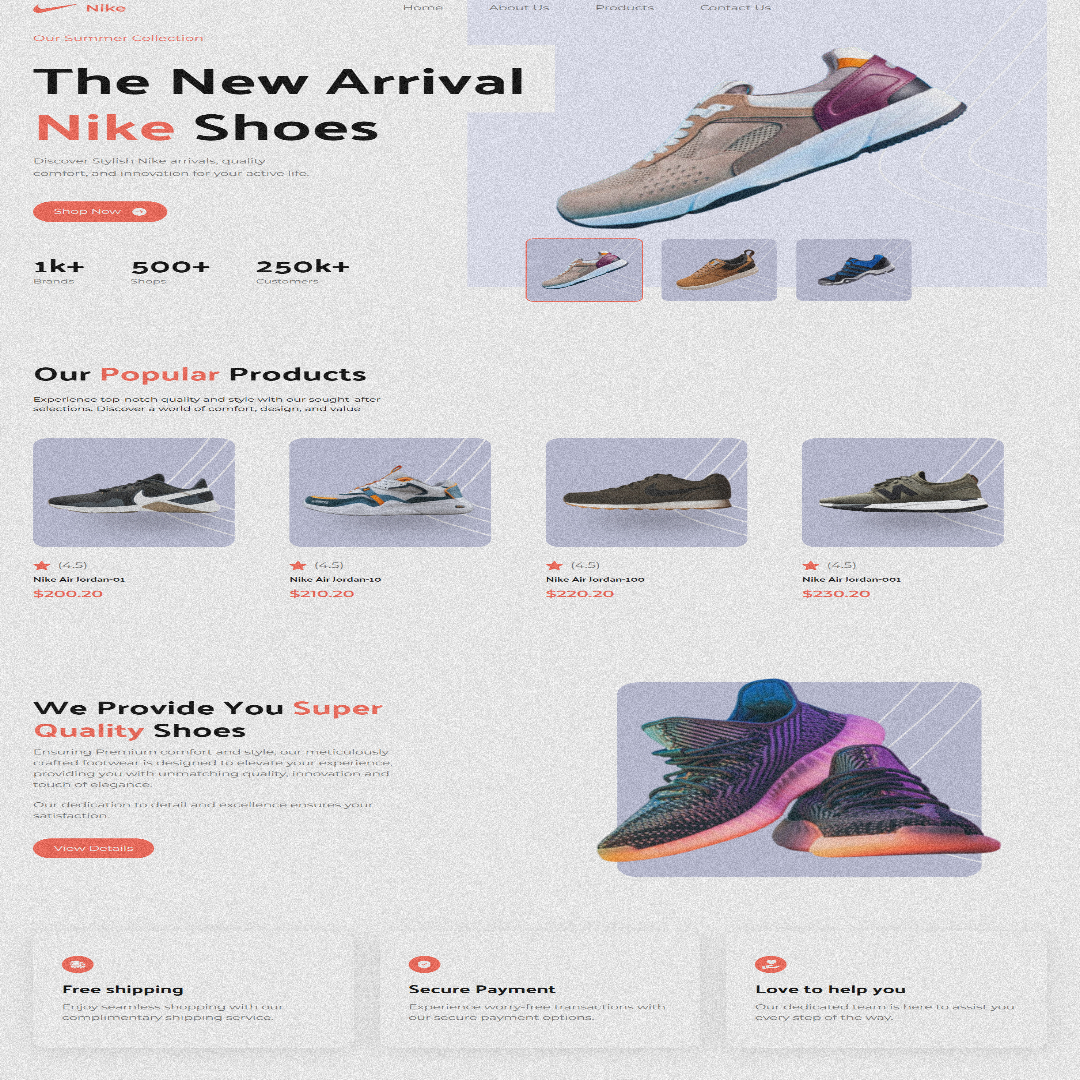 Nike
Home About Us Products Contact Us
Our Summer Collection
The New Arrival
Nike Shoes
Discover Stylish Nike arrivals, quality
comfort, and innovation for your active life.
Shop Now
1k+ 500+ 250k+
Brands Shops Customers
Our Popular Products
Experience top-notch quality and style with our sought-after
selections. Discover a world of comfort, design, and value
(4.5) (4.5) (4.5) (4.5)
Nike Air Jordan-01 Nike Air Jordan-10 Nike Air Jordan-100 Nike Air Jordan-001
$200.20 $210.20 $220.20 $230.20
We Provide You Super
Quality Shoes
Ensuring Premium comfort and style, our meticulously
crafted footwear is designed to elevate your experience,
providing you with unmatching quality, innovation and
touch of elegance.
Our dedication to detail and excellence ensures your
satisfaction
View Details
Free shipping Secure Payment Love to help you
Enjoy seamless shopping with our Experience worry-free transactions with Our dedicated team is here to assist you
complimentary shipping service. our secure payment options. every step of the way.